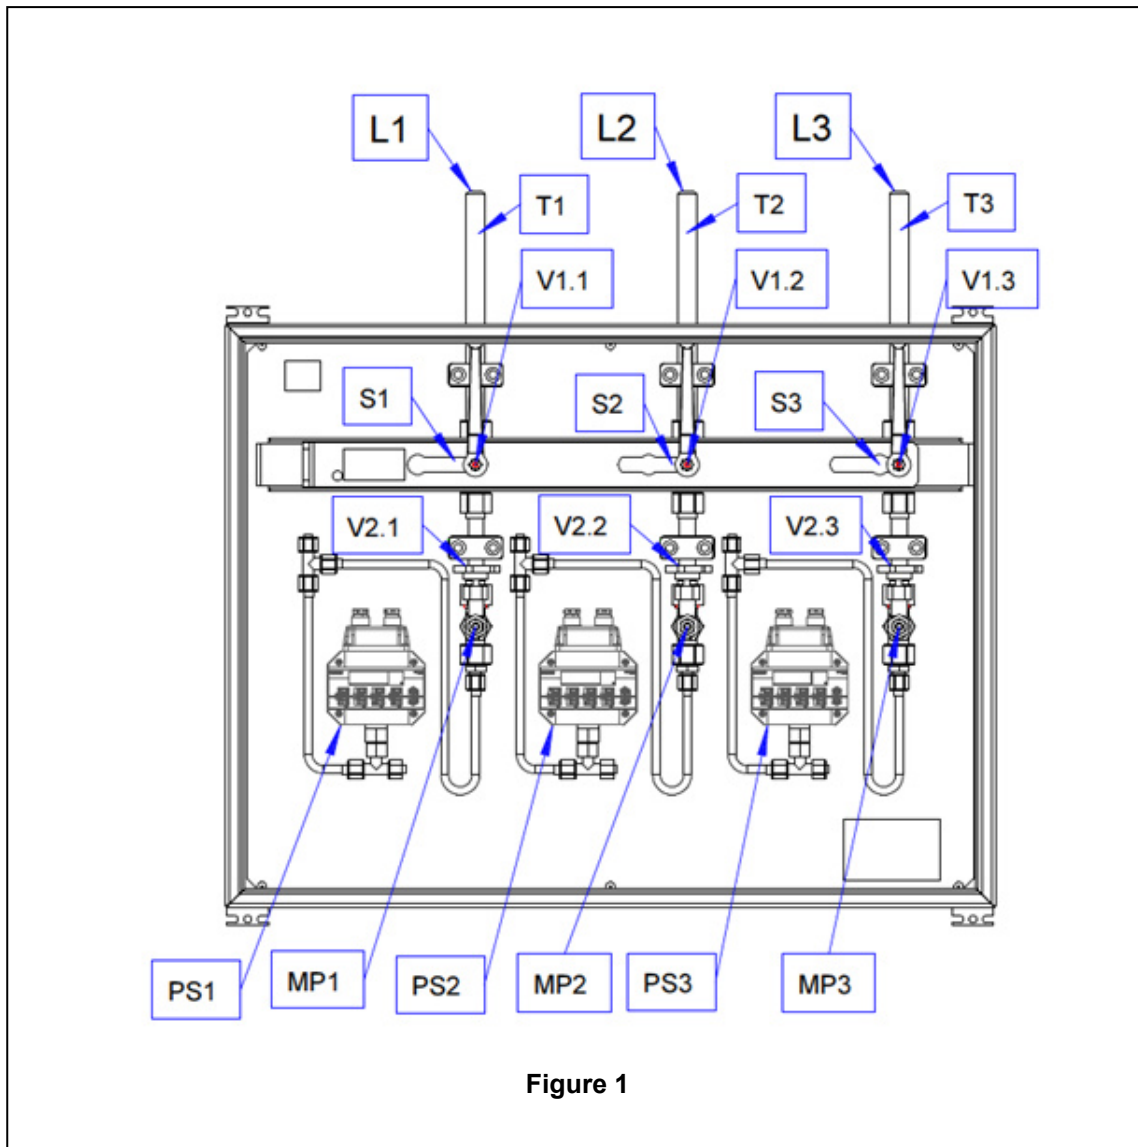 L1
L2
L3
T1
T2
T3
V1.1
V1.2
V1.3
S1
S2
S3
V2.1
V2.2
V2.3
PS1
MP1
PS2
MP2
PS3
MP3
Figure 1